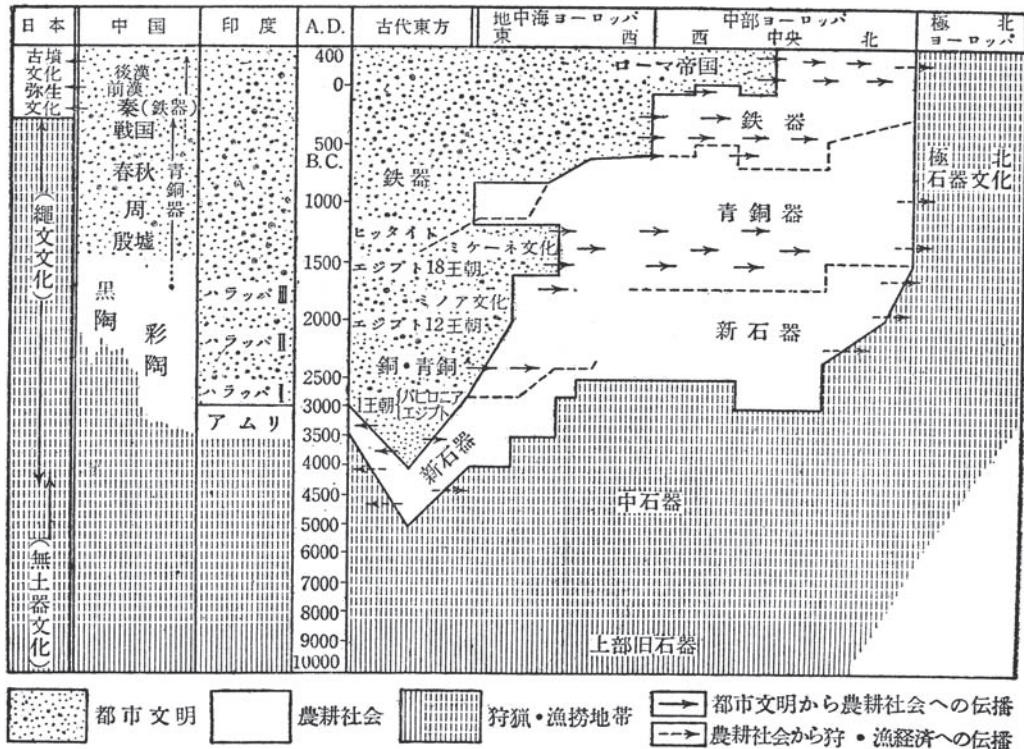 日本
中国
印度
A.D.
古代東方
地中海ヨーロッパ
東
西
中部ヨーロッパ
西
中央
北
極北
ヨーロッパ
古墳
文化
弥生
文化
(縄文文化)
(無土器文化)
後漢
前漢
秦(鉄器)
戦国
春秋
周
殷墟
青銅器
黒陶
彩陶
ハラッパⅢ
ハラッパⅡ
ハラッパⅠ
アムリ
400
0
500
B.C.
1000
1500
2000
2500
3000
3500
4000
4500
5000
6000
7000
8000
9000
10000
ローマ帝国
鉄器
鉄器
ヒッタイト
ミケーネ文化
エジプト18王朝
ミノア文化
エジプト12王朝
銅・青銅
I王朝{バビロニア
エジプト
新石器
青銅器
新石器
中石器
上部旧石器
極北
石器文化
都市文明
農耕社会
狩猟・漁撈地帯
都市文明から農耕社会への伝播
農耕社会から狩・漁経済への伝播